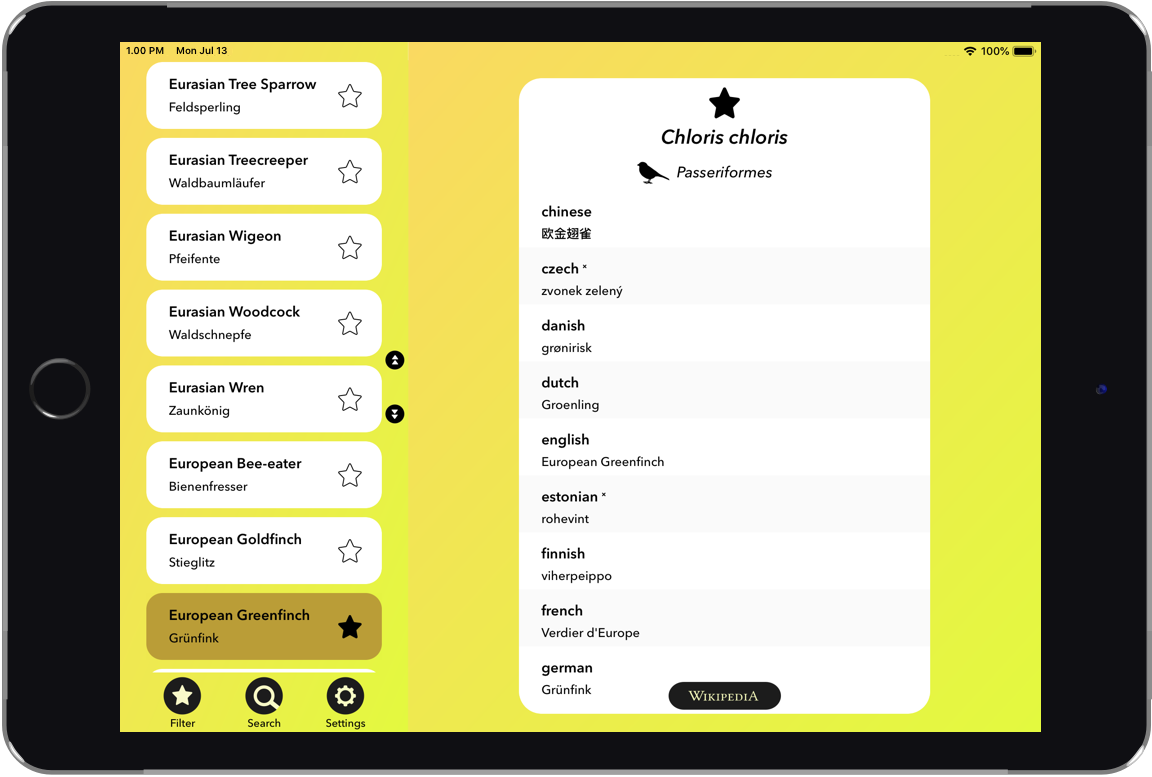 1.00 PM Mon Jul 13
100%
Eurasian Tree Sparrow
Feldsperling
Eurasian Treecreeper
Waldbaumläufer
Eurasian Wigeon
Pfeifente
Eurasian Woodcock
Waldschnepfe
Eurasian Wren
Zaunkönig
European Bee-eater
Bienenfresser
European Goldfinch
Stieglitz
European Greenfinch
Grünfink
Filter
Search
Settings
Chloris chloris
Passeriformes
chinese
欧金翅雀
czech ×
zvonek zelený
danish
grønirisk
dutch
Groenling
english
European Greenfinch
estonian ×
rohevint
finnish
viherpeippo
french
Verdier d'Europe
german
Grünfink
WIKIPEDIA